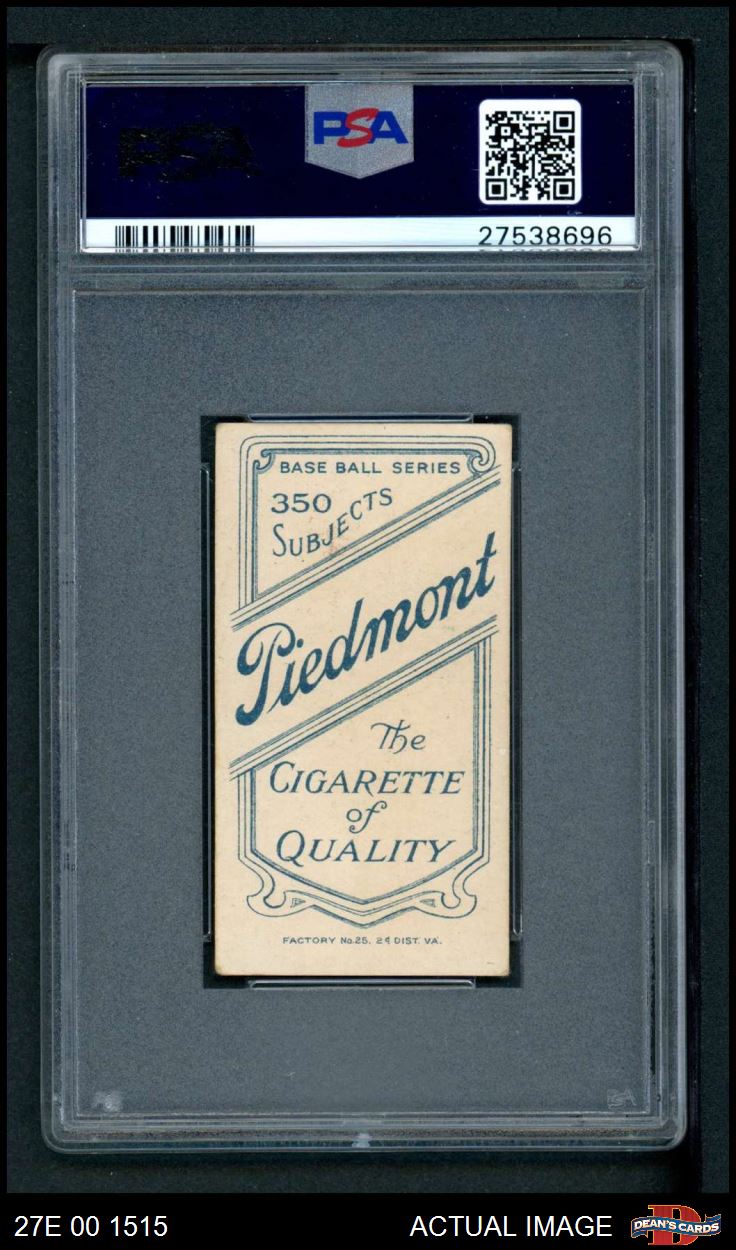 PSA
PSA
27538696
BASE BALL SERIES
350
SUBJECTS
Piedmont
The
CIGARETTE
of
QUALITY
FACTORY No.25. 2d DIST. VA.
27E 00 1515
ACTUAL IMAGE
D
DEAN'S CARDS